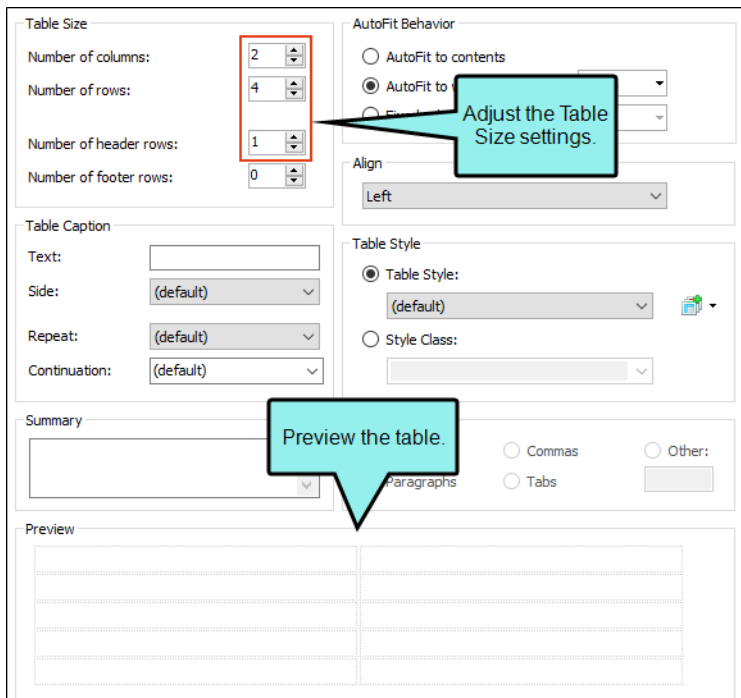 Table Size
Number of columns: 2
Number of rows: 4
Number of header rows: 1
Number of footer rows: 0
AutoFit Behavior
AutoFit to contents
AutoFit to
Adjust the Table
Size settings.
Align
Left
Table Caption
Text:
Side: (default)
Repeat: (default)
Continuation: (default)
Table Style
Table Style:
(default)
Style Class:
Summary
Preview the table.
Commas
Other:
Paragraphs
Tabs
Preview